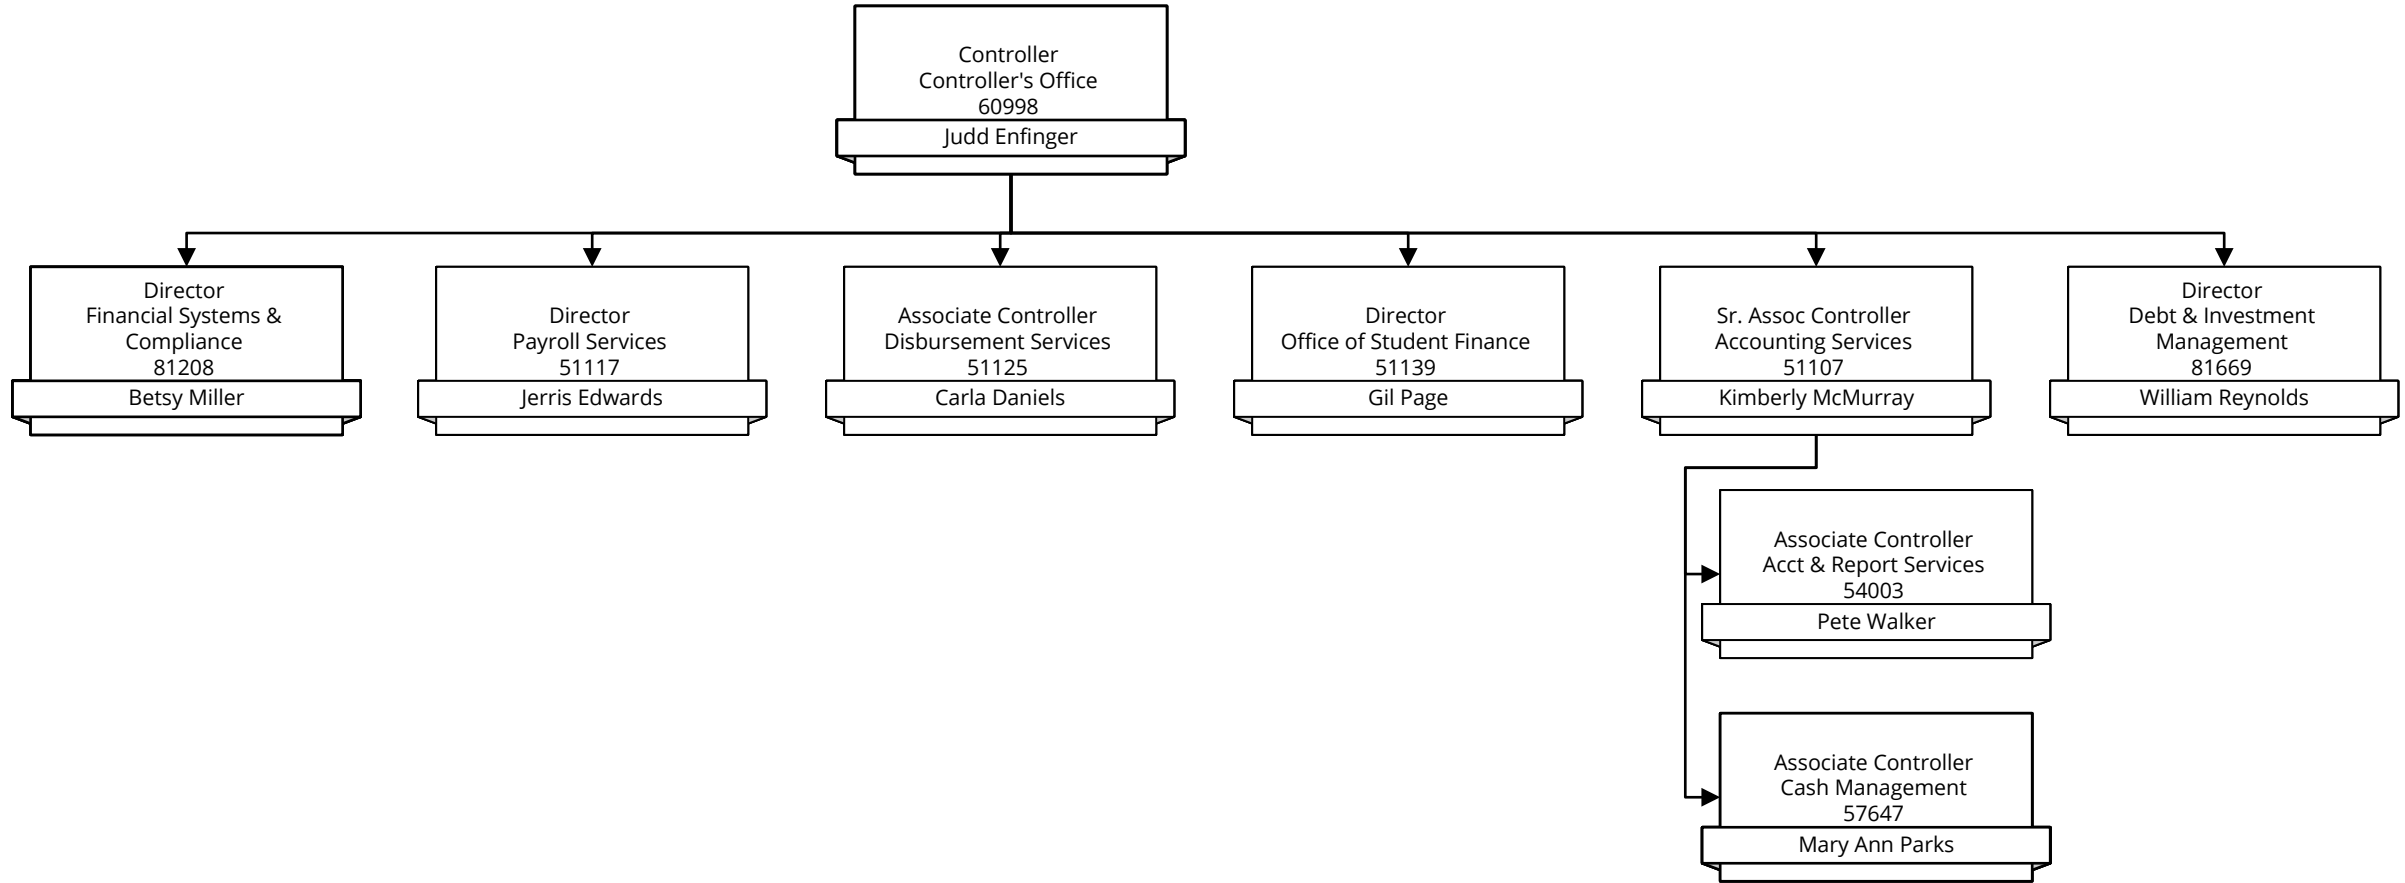 Controller
Controller's Office
60998
Judd Enfinger
Director
Financial Systems &
Compliance
81208
Betsy Miller
Director
Payroll Services
51117
Jerris Edwards
Associate Controller
Disbursement Services
51125
Carla Daniels
Director
Office of Student Finance
51139
Gil Page
Sr. Assoc Controller
Accounting Services
51107
Kimberly McMurray
Director
Debt & Investment
Management
81669
William Reynolds
Associate Controller
Acct & Report Services
54003
Pete Walker
Associate Controller
Cash Management
57647
Mary Ann Parks